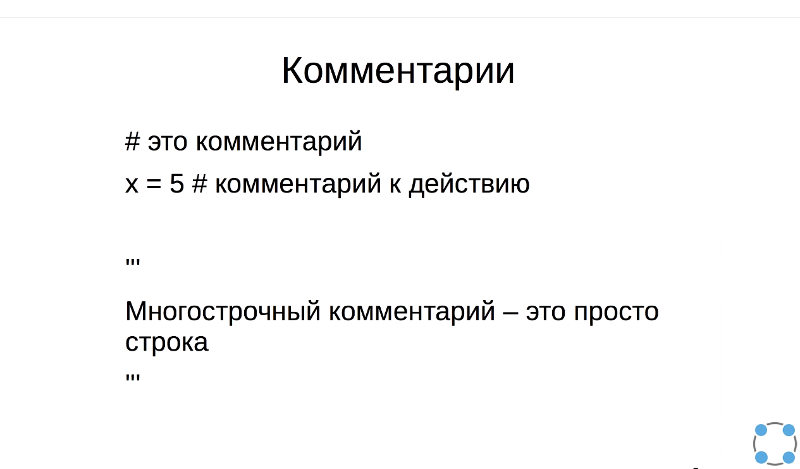 Комментарии
# это комментарий
x = 5 # комментарий к действию
'''
Многострочный комментарий – это просто
строка
'''